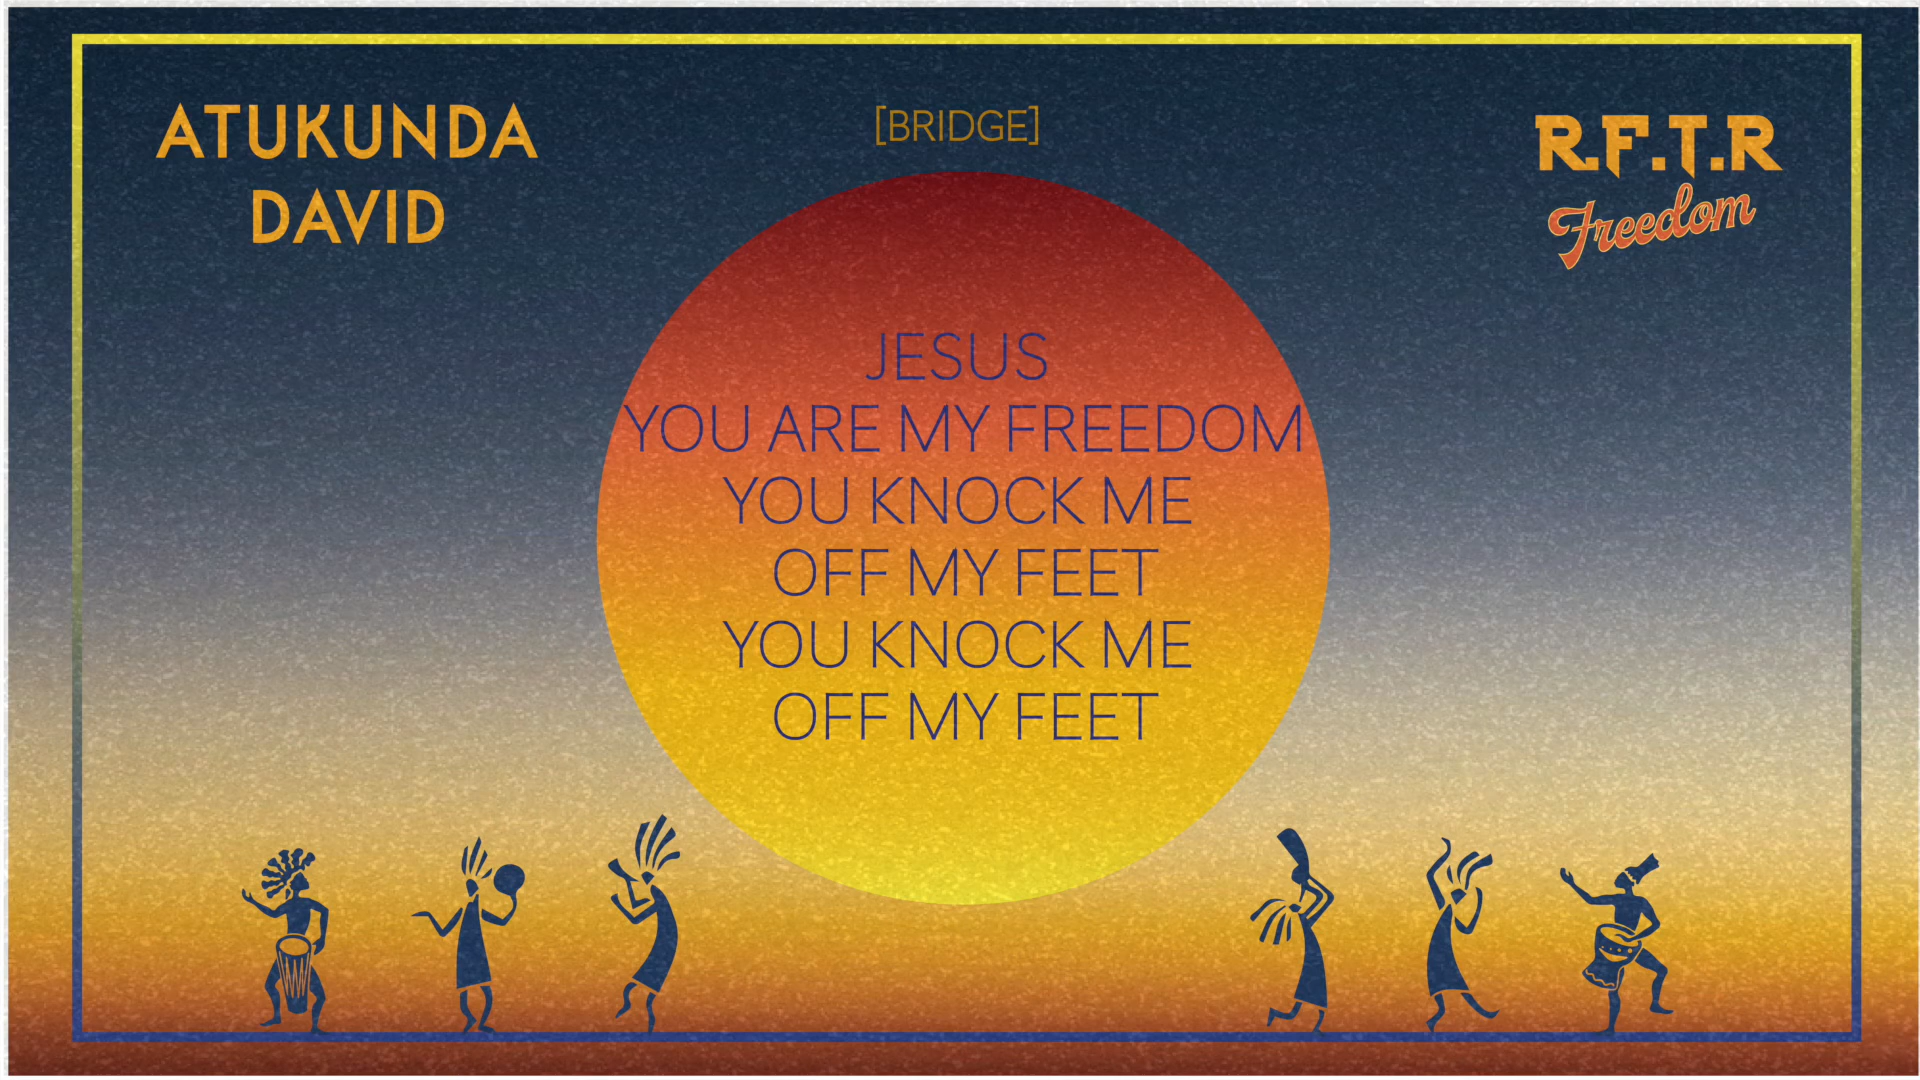 ATUKUNDA
DAVID
[BRIDGE]
R.F.T.R
Freedom
JESUS
YOU ARE MY FREEDOM
YOU KNOCK ME
OFF MY FEET
YOU KNOCK ME
OFF MY FEET